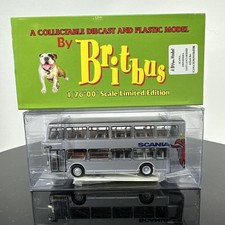 A COLLECTABLE DIECAST AND PLASTIC MODEL
By
Britbus
1:76 '00' Scale Limited Edition
SCANIA